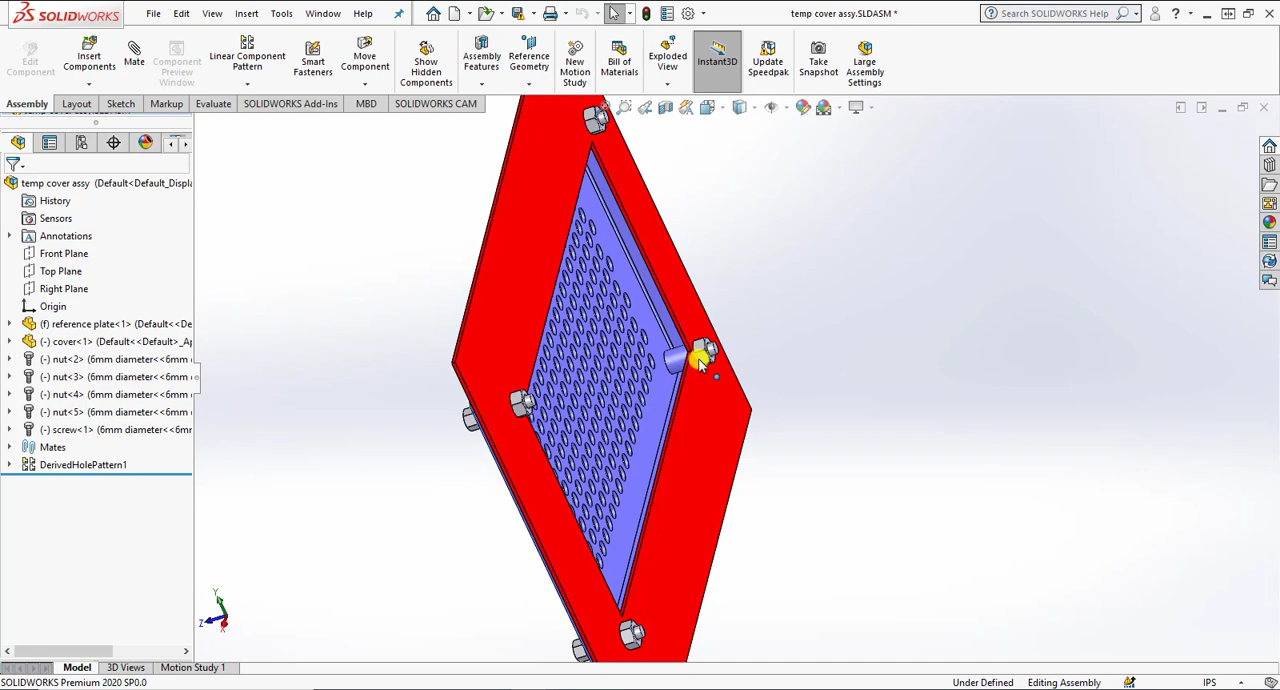 SOLIDWORKS File Edit View Insert Tools Window Help temp cover assy.SLDASM * Search SOLIDWORKS Help
Edit Component
Insert Components
Mate
Component Preview Window
Linear Component Pattern
Smart Fasteners
Move Component
Show Hidden Components
Assembly Features
Reference Geometry
New Motion Study
Bill of Materials
Exploded View
Instant3D
Update Speedpak
Take Snapshot
Large Assembly Settings
Assembly Layout Sketch Markup Evaluate SOLIDWORKS Add-Ins MBD SOLIDWORKS CAM
temp cover assy (Default<Default_Displa
History
Sensors
Annotations
Front Plane
Top Plane
Right Plane
Origin
(f) reference plate<1> (Default<<De
(-) cover<1> (Default<<Default>_Ap
(-) nut<2> (6mm diameter<<6mm
(-) nut<3> (6mm diameter<<6mm
(-) nut<4> (6mm diameter<<6mm
(-) nut<5> (6mm diameter<<6mm
(-) screw<1> (6mm diameter<<6m
Mates
DerivedHolePattern1
Y
Z
X
Model 3D Views Motion Study 1
SOLIDWORKS Premium 2020 SP0.0 Under Defined Editing Assembly IPS